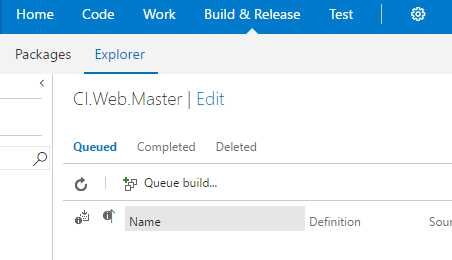 Home Code Work Build & Release Test
Packages Explorer
CI.Web.Master | Edit
Queued Completed Deleted
Queue build...
Name Definition